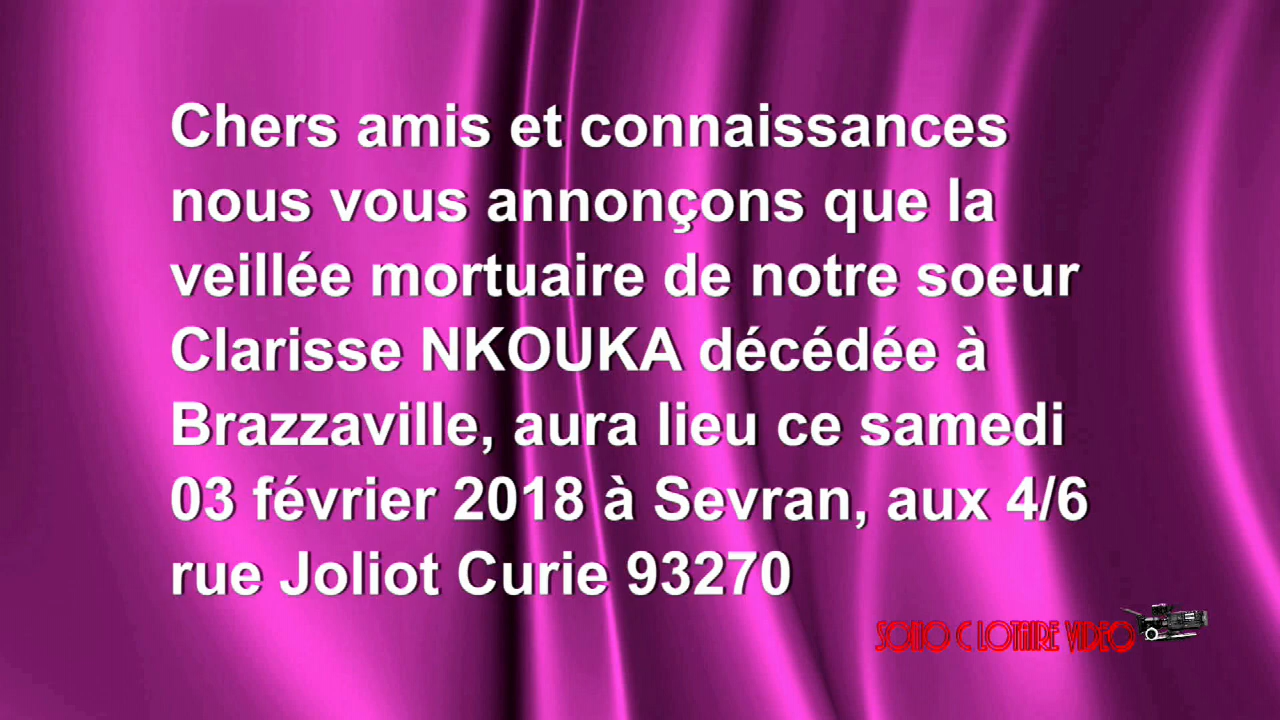 Chers amis et connaissances
nous vous annonçons que la
veillée mortuaire de notre soeur
Clarisse NKOUKA décédée à
Brazzaville, aura lieu ce samedi
03 février 2018 à Sevran, aux 4/6
rue Joliot Curie 93270
SONO C LOTAIRE VIDEO